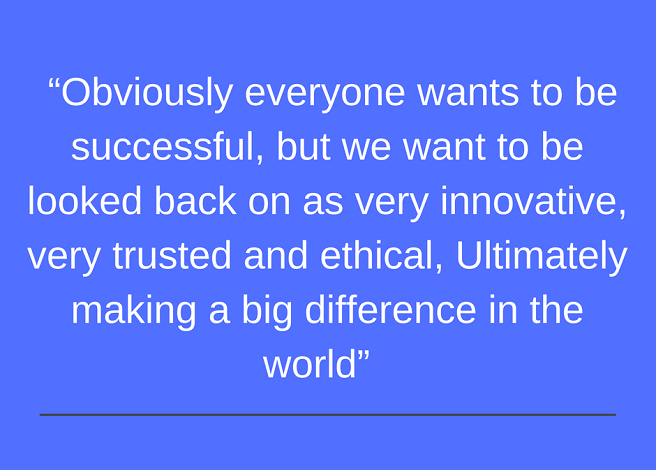 “Obviously everyone wants to be
successful, but we want to be
looked back on as very innovative,
very trusted and ethical, Ultimately
making a big difference in the
world”